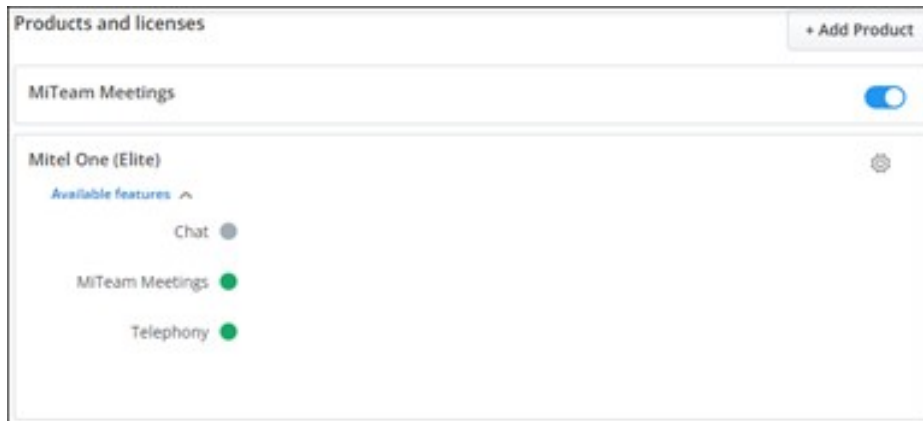 Products and licenses
+ Add Product
MiTeam Meetings
Mitel One (Elite)
Available features
Chat
MiTeam Meetings
Telephony